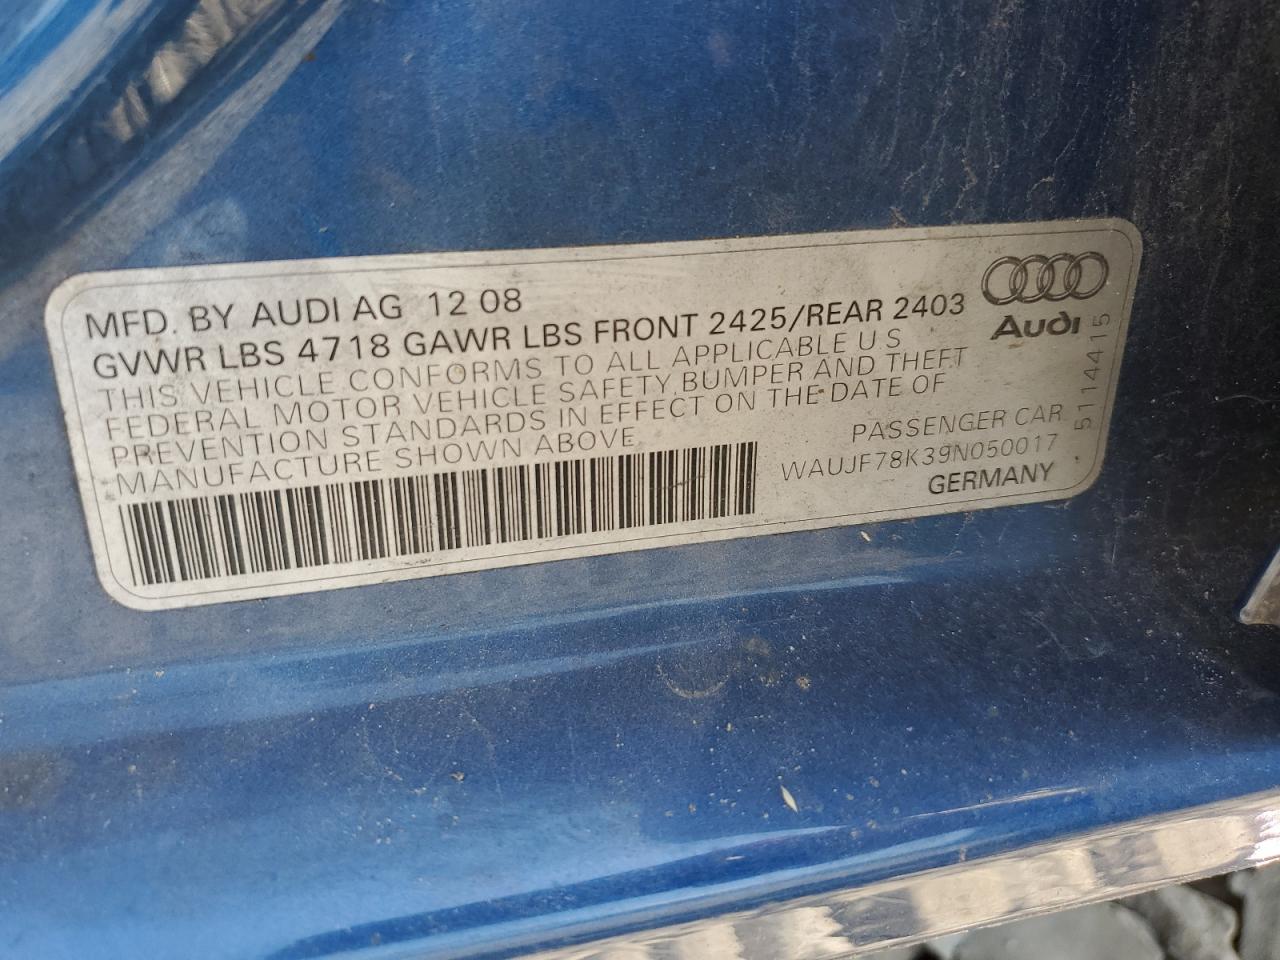 MFD. BY AUDI AG 12 08
GVWR LBS 4718 GAWR LBS FRONT 2425/REAR 2403
THIS VEHICLE CONFORMS TO ALL APPLICABLE U S
FEDERAL MOTOR VEHICLE SAFETY, BUMPER AND THEFT
PREVENTION STANDARDS IN EFFECT ON THE DATE OF
MANUFACTURE SHOWN ABOVE
PASSENGER CAR
WAUJF78K39N050017
GERMANY
Audi
5114415